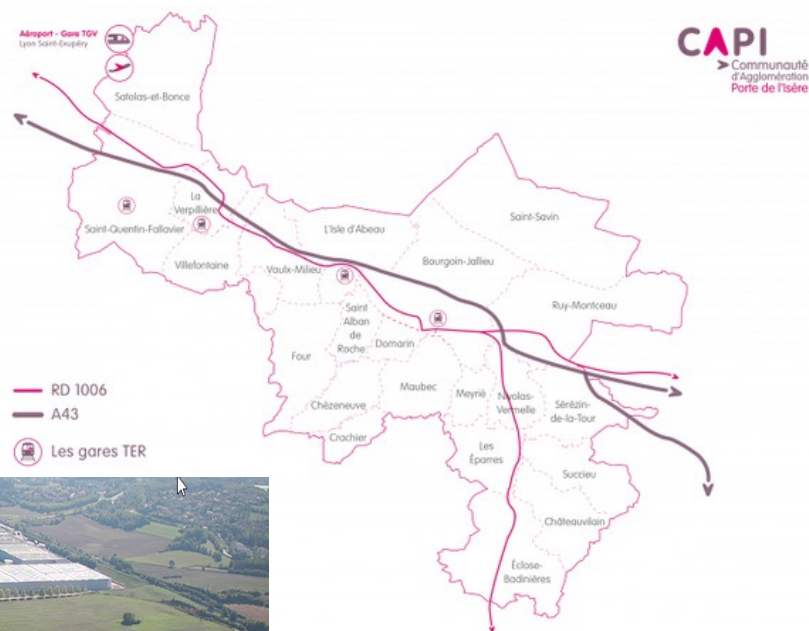 Aéroport - Gare TGV
Lyon Saint-Exupéry
CAPI
Communauté
d'Agglomération
Porte de l'Isère
Satolas-et-Bonce
La
Verpillière
Saint-Quentin-Fallavier
Villefontaine
Vaulx-Milieu
L'Isle d'Abeau
Bourgoin-Jallieu
Saint-Savin
Ruy-Montceau
Saint
Alban
de
Roche
Domarin
Four
Maubec
Meyrié
Nivolas-
Vermelle
Sérézin-
de-la-Tour
Chèzeneuve
Crachier
Les
Éparres
Succieu
Châteauvilain
Éclose-
Badinières
RD 1006
A43
Les gares TER